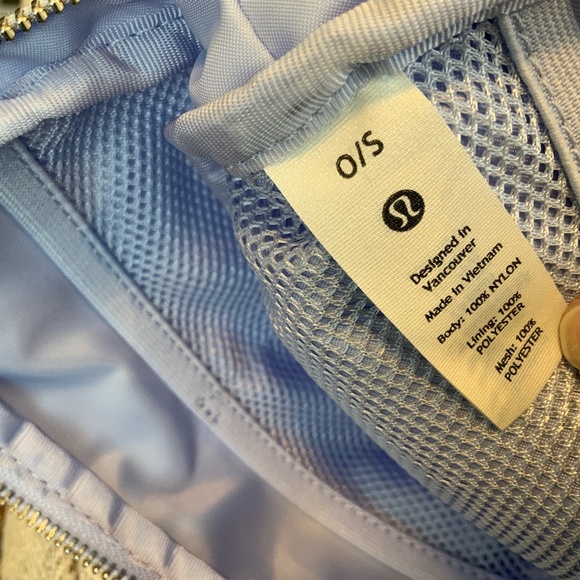 O/S
Designed in
Vancouver
Made in Vietnam
Body: 100% NYLON
Lining: 100%
POLYESTER
Mesh: 100%
POLYESTER